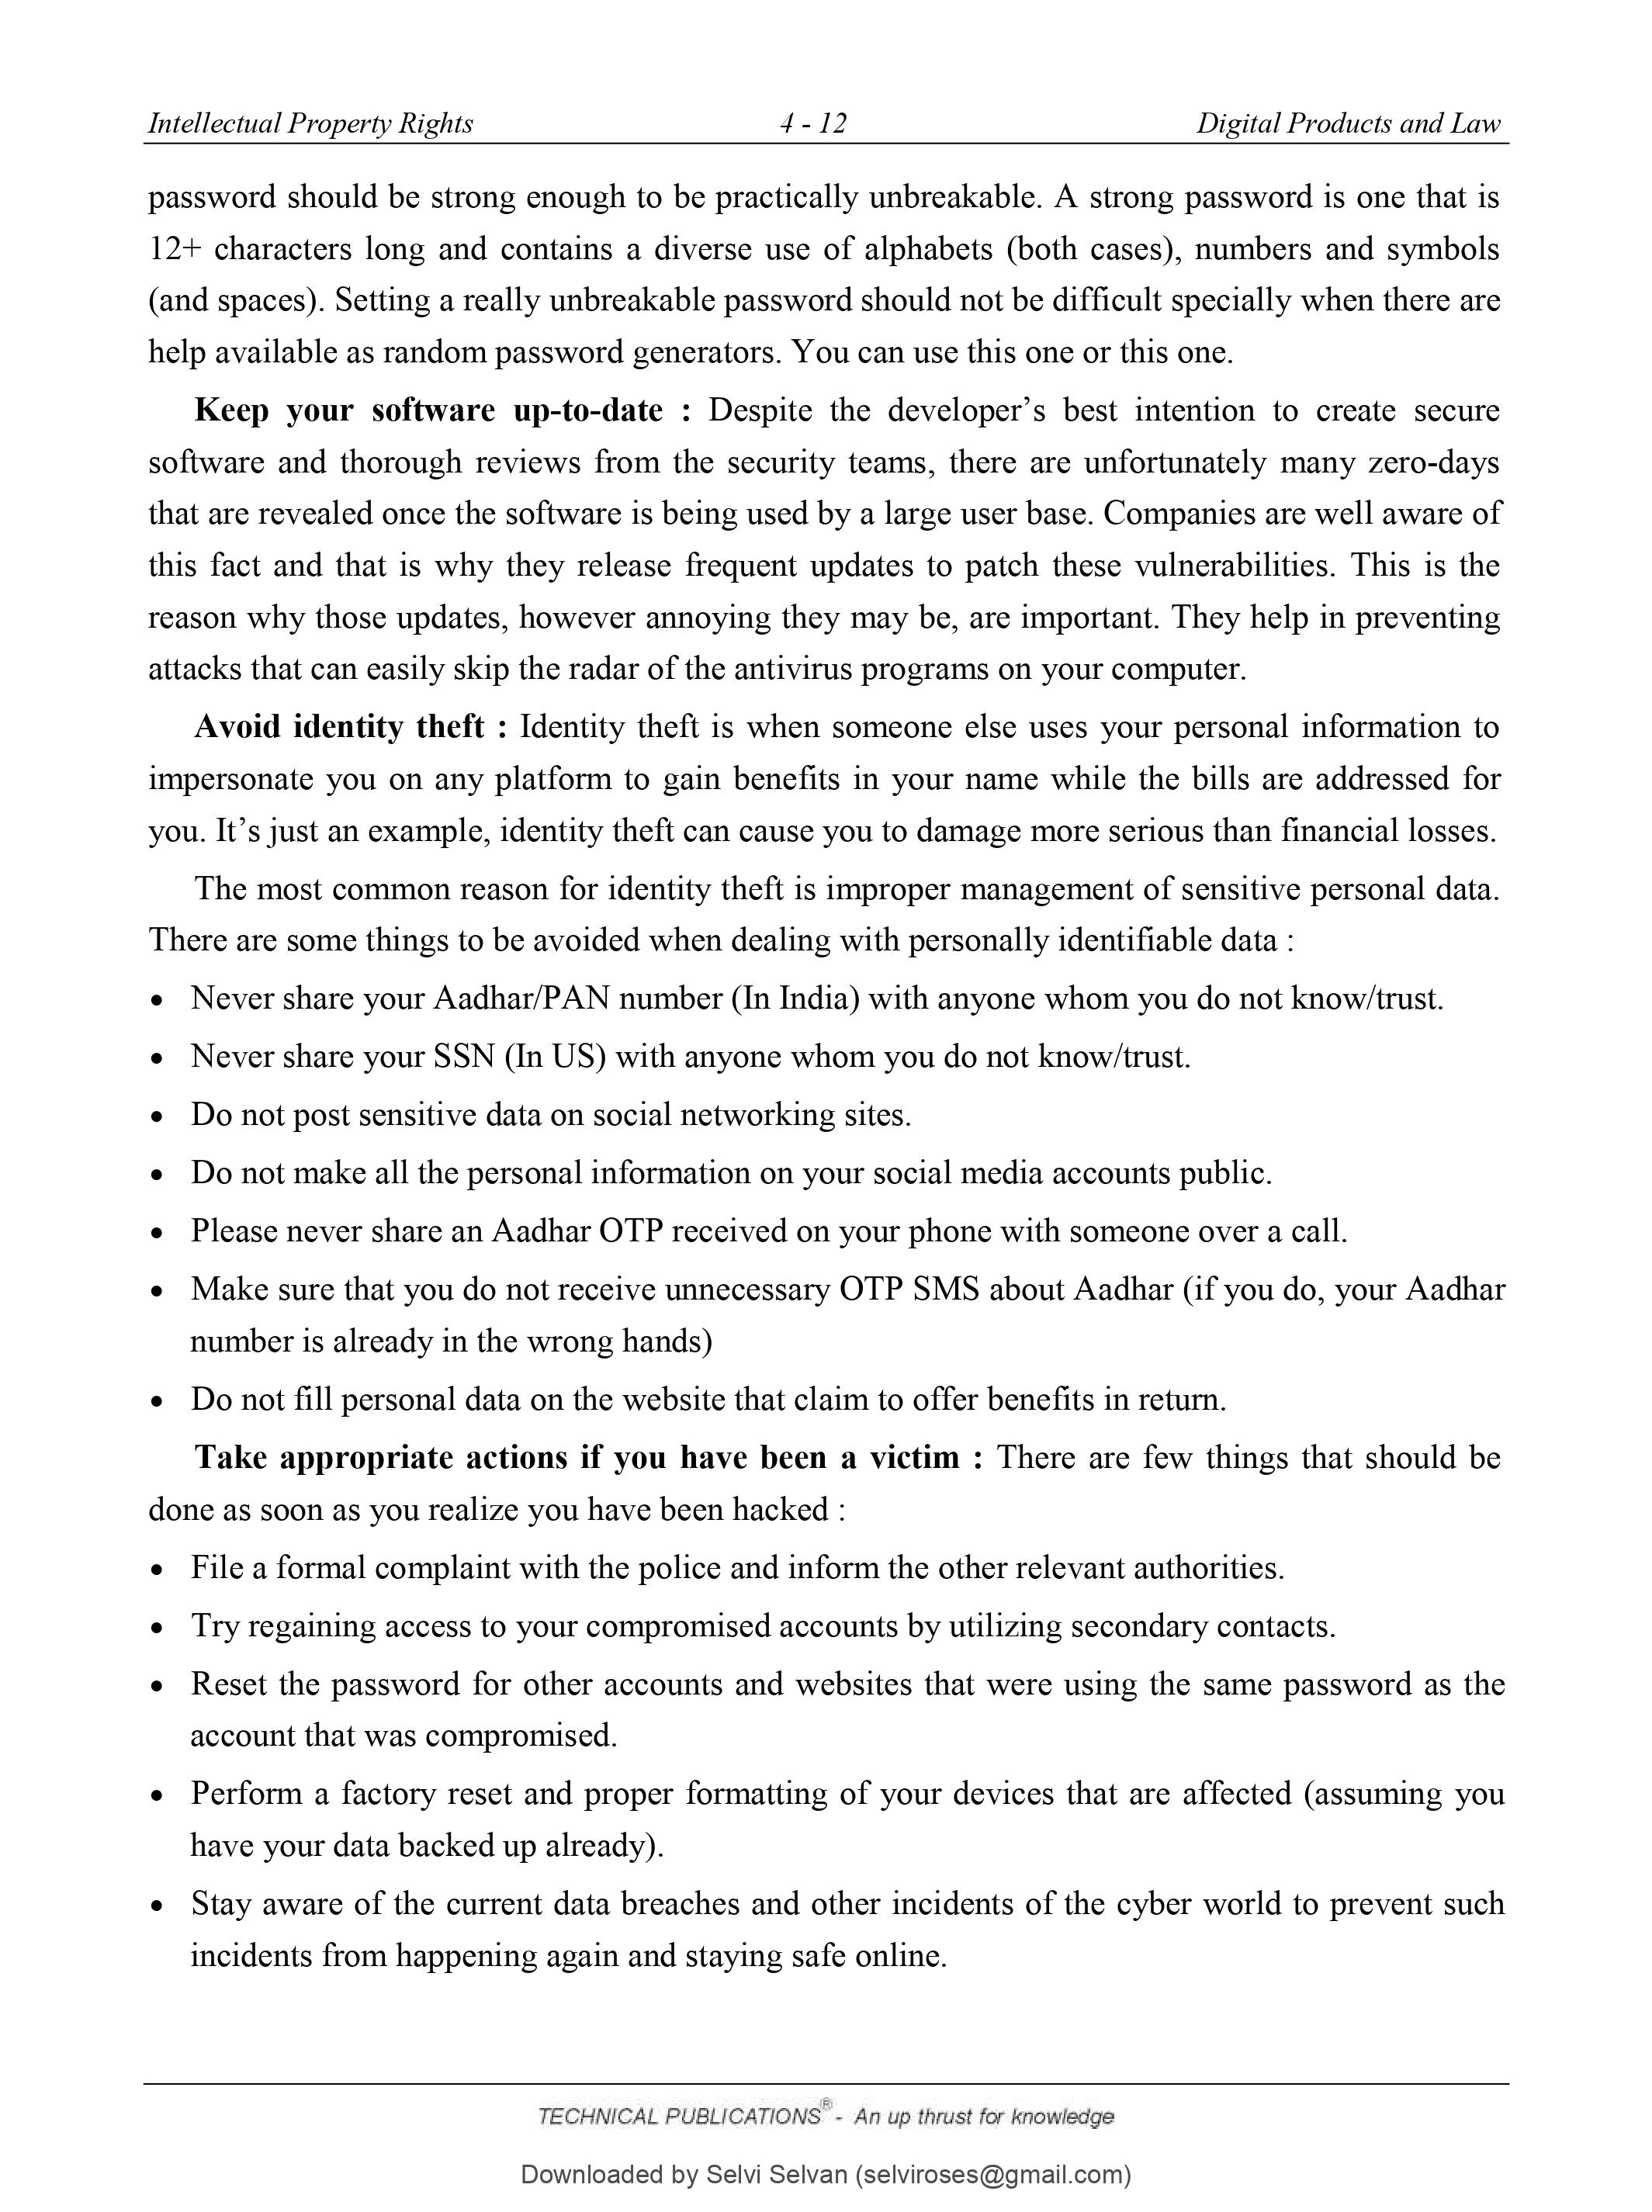 Intellectual Property Rights 4 - 12 Digital Products and Law
password should be strong enough to be practically unbreakable. A strong password is one that is
12+ characters long and contains a diverse use of alphabets (both cases), numbers and symbols
(and spaces). Setting a really unbreakable password should not be difficult specially when there are
help available as random password generators. You can use this one or this one.
Keep your software up-to-date : Despite the developer’s best intention to create secure
software and thorough reviews from the security teams, there are unfortunately many zero-days
that are revealed once the software is being used by a large user base. Companies are well aware of
this fact and that is why they release frequent updates to patch these vulnerabilities. This is the
reason why those updates, however annoying they may be, are important. They help in preventing
attacks that can easily skip the radar of the antivirus programs on your computer.
Avoid identity theft : Identity theft is when someone else uses your personal information to
impersonate you on any platform to gain benefits in your name while the bills are addressed for
you. It’s just an example, identity theft can cause you to damage more serious than financial losses.
The most common reason for identity theft is improper management of sensitive personal data.
There are some things to be avoided when dealing with personally identifiable data :
• Never share your Aadhar/PAN number (In India) with anyone whom you do not know/trust.
• Never share your SSN (In US) with anyone whom you do not know/trust.
• Do not post sensitive data on social networking sites.
• Do not make all the personal information on your social media accounts public.
• Please never share an Aadhar OTP received on your phone with someone over a call.
• Make sure that you do not receive unnecessary OTP SMS about Aadhar (if you do, your Aadhar
number is already in the wrong hands)
• Do not fill personal data on the website that claim to offer benefits in return.
Take appropriate actions if you have been a victim : There are few things that should be
done as soon as you realize you have been hacked :
• File a formal complaint with the police and inform the other relevant authorities.
• Try regaining access to your compromised accounts by utilizing secondary contacts.
• Reset the password for other accounts and websites that were using the same password as the
account that was compromised.
• Perform a factory reset and proper formatting of your devices that are affected (assuming you
have your data backed up already).
• Stay aware of the current data breaches and other incidents of the cyber world to prevent such
incidents from happening again and staying safe online.
TECHNICAL PUBLICATIONS® - An up thrust for knowledge
Downloaded by Selvi Selvan (selviroses@gmail.com)